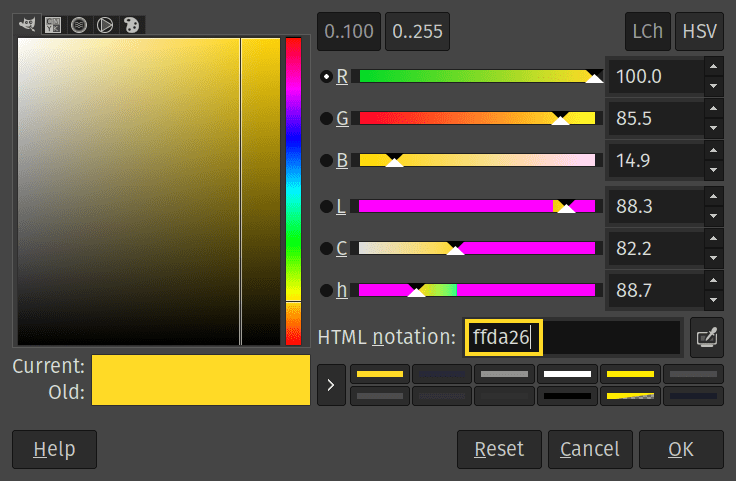 0..100 0..255 LCh HSV
R 100.0
G 85.5
B 14.9
L 88.3
C 82.2
h 88.7
HTML notation: ffda26
Current:
Old:
Help Reset Cancel OK